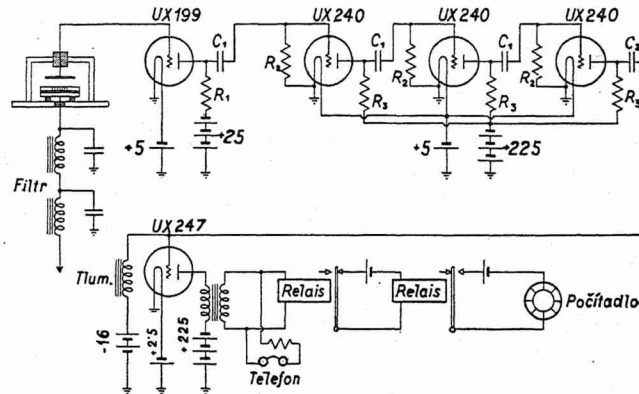 UX199 UX240 UX240 UX240
C₁ C₁ C₁ C₂
R₂ R₂ R₂
R₁ R₃ R₃ R₃
+5 +25 +5 +225
Filtr
UX247
Tlum. Relais Relais Počítadlo
-16 +2'5 +225
Telefon